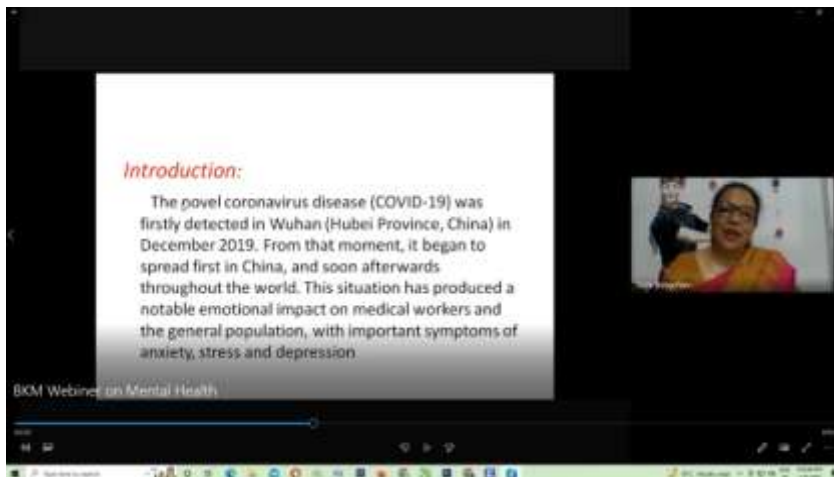 Introduction:
The novel coronavirus disease (COVID-19) was
firstly detected in Wuhan (Hubei Province, China) in
December 2019. From that moment, it began to
spread first in China, and soon afterwards
throughout the world. This situation has produced a
notable emotional impact on medical workers and
the general population, with important symptoms of
anxiety, stress and depression
BKM Webiner on Mental Health